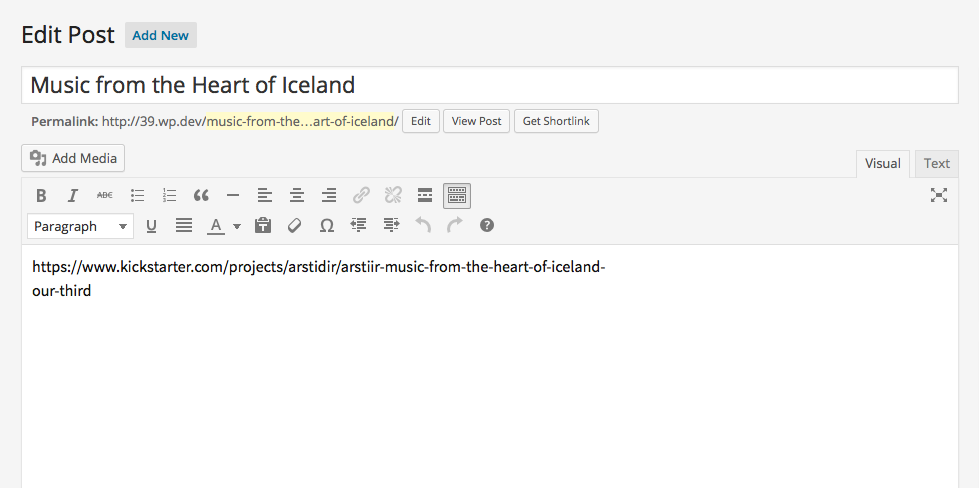 Edit Post Add New
Music from the Heart of Iceland
Permalink: http://39.wp.dev/music-from-the…art-of-iceland/ Edit View Post Get Shortlink
Add Media
Visual Text
B I ABC
Paragraph U A Ω ?
https://www.kickstarter.com/projects/arstidir/arstiir-music-from-the-heart-of-iceland-
our-third